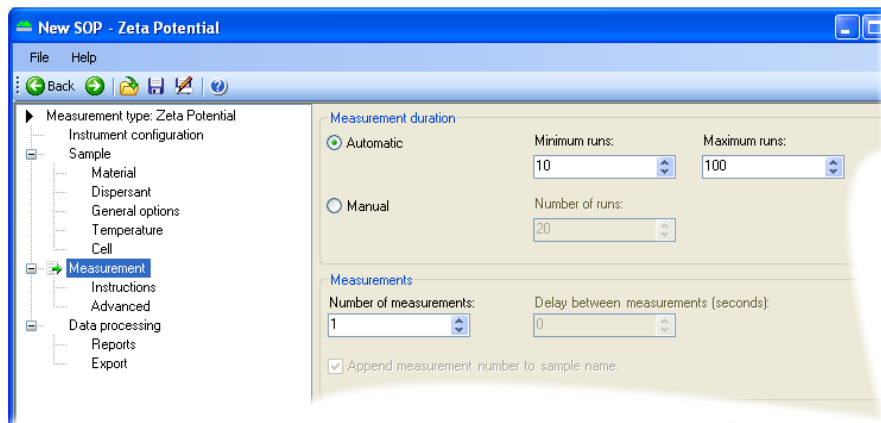 New SOP - Zeta Potential
File Help
Back
Measurement type: Zeta Potential
Instrument configuration
Sample
Material
Dispersant
General options
Temperature
Cell
Measurement
Instructions
Advanced
Data processing
Reports
Export
Measurement duration
Automatic
Minimum runs: Maximum runs:
10 100
Manual
Number of runs:
20
Measurements
Number of measurements: Delay between measurements (seconds):
1 0
Append measurement number to sample name.